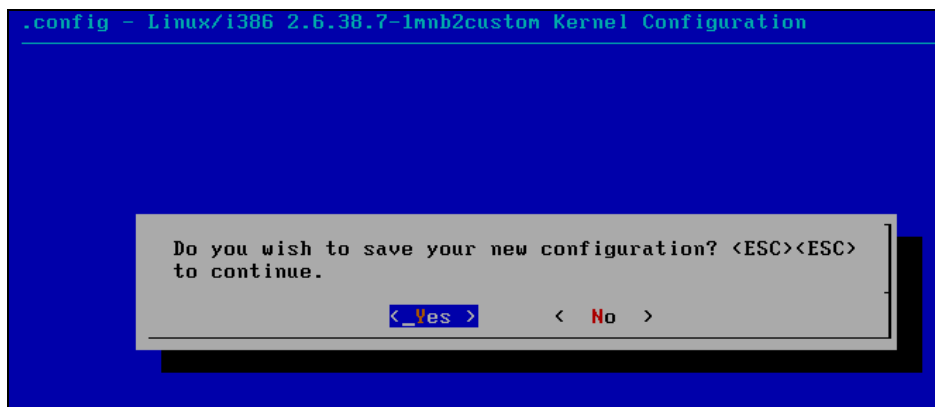 .config - Linux/i386 2.6.38.7-1mnb2custom Kernel Configuration
Do you wish to save your new configuration? <ESC><ESC>
to continue.
< Yes > < No >